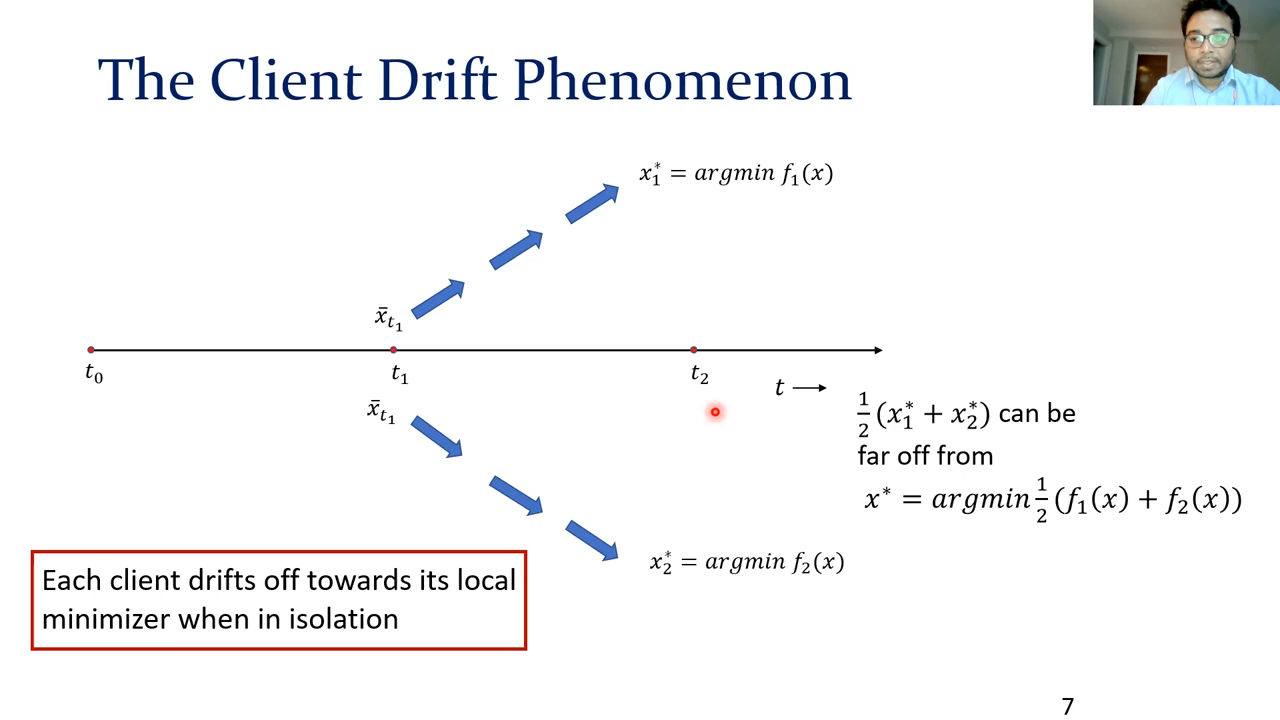 The Client Drift Phenomenon
x₁* = argmin f₁(x)
x̄ₜ₁
t₀ t₁ t₂
t
x̄ₜ₁
½(x₁* + x₂*) can be
far off from
x* = argmin ½(f₁(x) + f₂(x))
x₂* = argmin f₂(x)
Each client drifts off towards its local
minimizer when in isolation
7